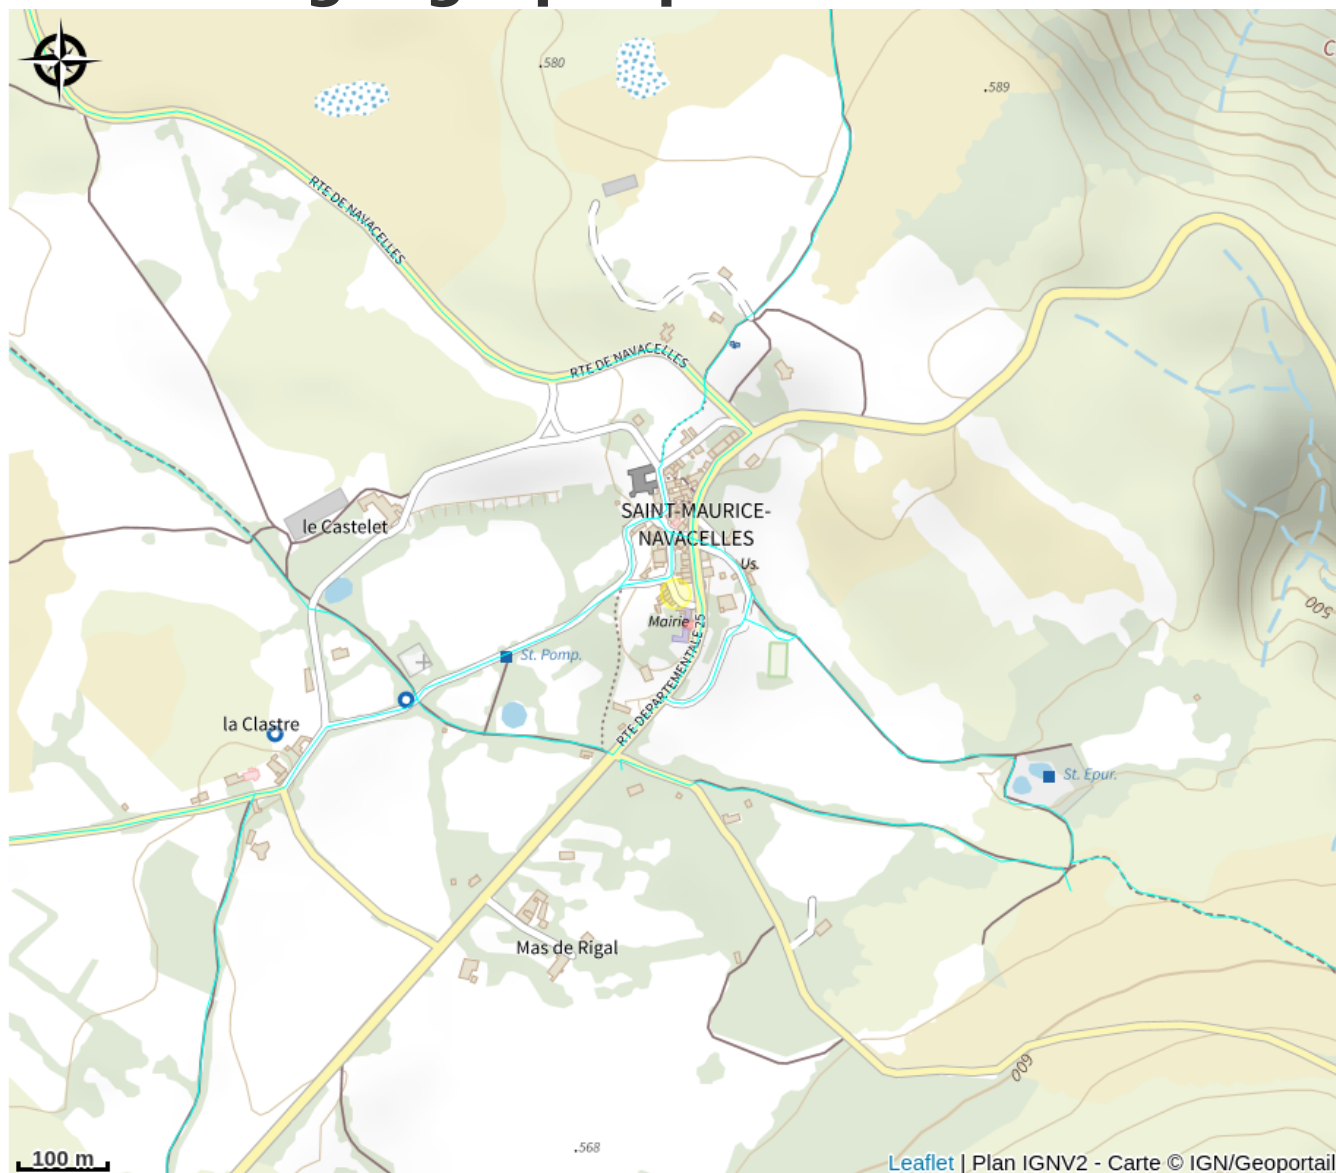 .580
.589
RTE DE NAVACELLES
RTE DE NAVACELLES
SAINT-MAURICE-
NAVACELLES
le Castelet
Us.
500
Mairie
St. Pomp.
RTE DEPARTEMENTALE 25
la Clastre
St. Epur.
Mas de Rigal
600
.568
100 m
Leaflet | Plan IGNV2 - Carte © IGN/Geoportail